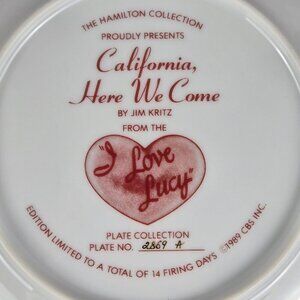 THE HAMILTON COLLECTION
PROUDLY PRESENTS
California,
Here We Come
BY JIM KRITZ
FROM THE
"I Love
Lucy"
PLATE COLLECTION
PLATE NO. 2869 A
EDITION LIMITED TO A TOTAL OF 14 FIRING DAYS
©1989 CBS INC.